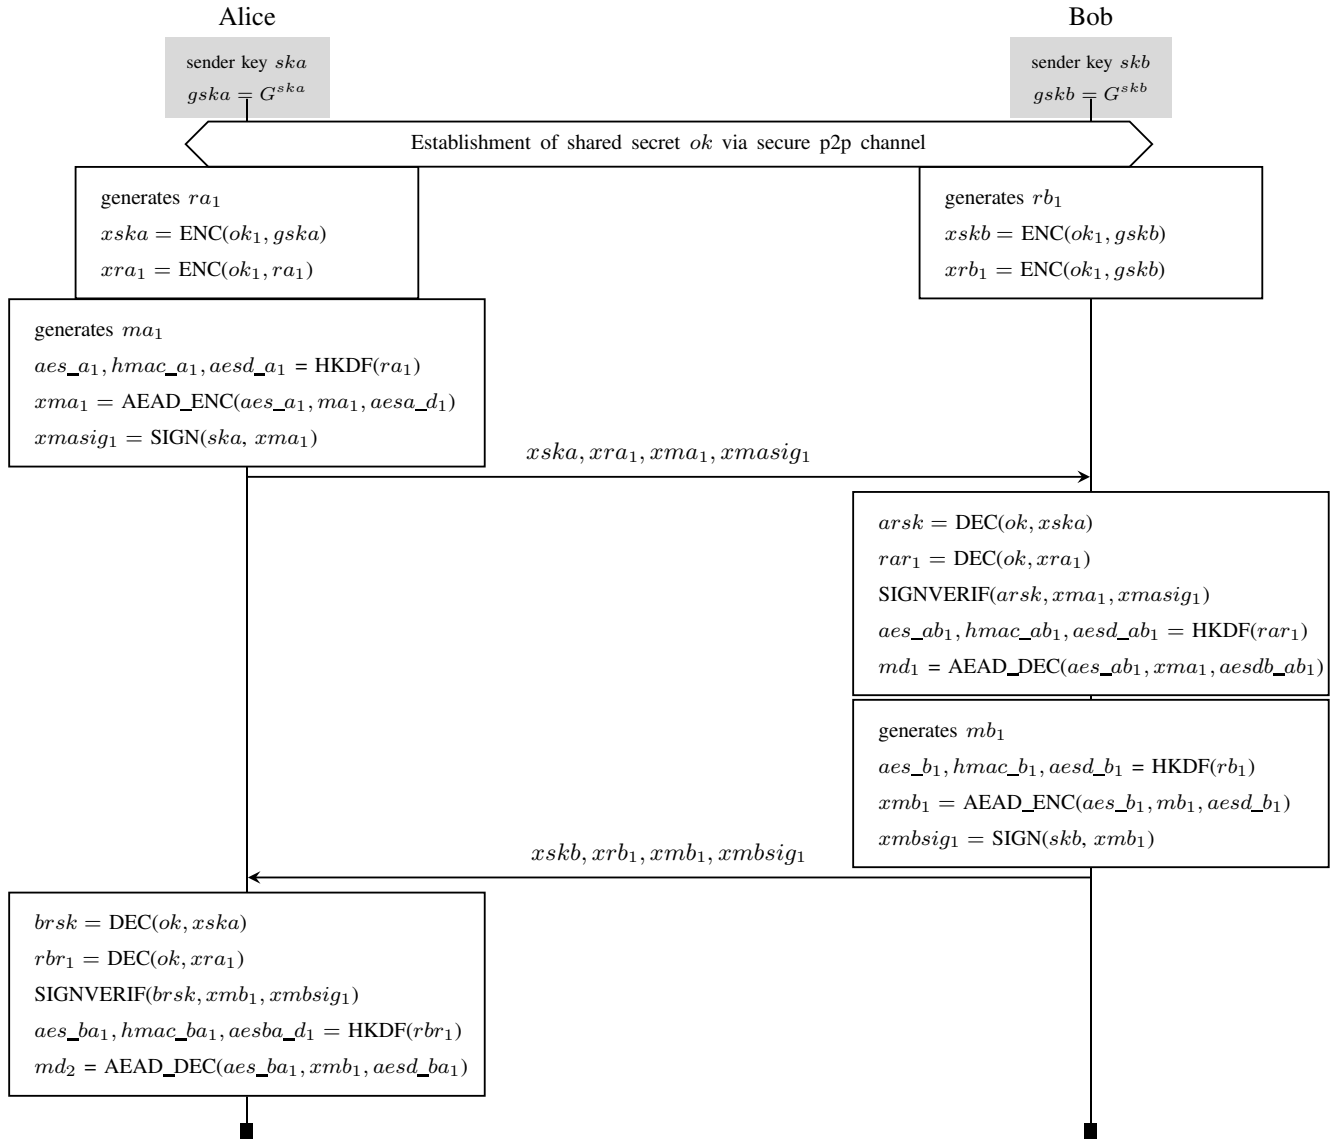 Alice
Bob
sender key ska
gska = G^ska
sender key skb
gskb = G^skb
Establishment of shared secret ok via secure p2p channel
generates ra₁
xska = ENC(ok₁, gska)
xra₁ = ENC(ok₁, ra₁)
generates rb₁
xskb = ENC(ok₁, gskb)
xrb₁ = ENC(ok₁, gskb)
generates ma₁
aes_a₁, hmac_a₁, aesd_a₁ = HKDF(ra₁)
xma₁ = AEAD_ENC(aes_a₁, ma₁, aesa_d₁)
xmasig₁ = SIGN(ska, xma₁)
xska, xra₁, xma₁, xmasig₁
arsk = DEC(ok, xska)
rar₁ = DEC(ok, xra₁)
SIGNVERIF(arsk, xma₁, xmasig₁)
aes_ab₁, hmac_ab₁, aesd_ab₁ = HKDF(rar₁)
md₁ = AEAD_DEC(aes_ab₁, xma₁, aesdb_ab₁)
generates mb₁
aes_b₁, hmac_b₁, aesd_b₁ = HKDF(rb₁)
xmb₁ = AEAD_ENC(aes_b₁, mb₁, aesd_b₁)
xmbsig₁ = SIGN(skb, xmb₁)
xskb, xrb₁, xmb₁, xmbsig₁
brsk = DEC(ok, xska)
rbr₁ = DEC(ok, xra₁)
SIGNVERIF(brsk, xmb₁, xmbsig₁)
aes_ba₁, hmac_ba₁, aesba_d₁ = HKDF(rbr₁)
md₂ = AEAD_DEC(aes_ba₁, xmb₁, aesd_ba₁)